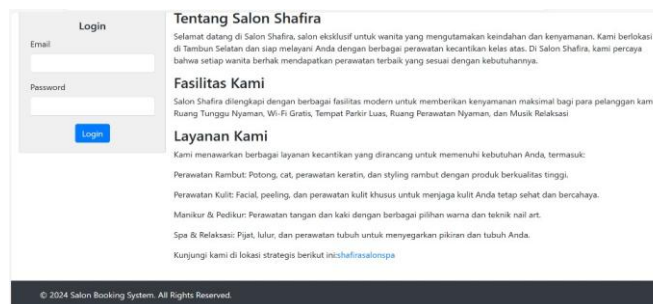 Login
Email
Password
Login
Tentang Salon Shafira
Selamat datang di Salon Shafira, salon eksklusif untuk wanita yang mengutamakan keindahan dan kenyamanan. Kami berlokasi
di Tambun Selatan dan siap melayani Anda dengan berbagai perawatan kecantikan kelas atas. Di Salon Shafira, kami percaya
bahwa setiap wanita berhak mendapatkan perawatan terbaik yang sesuai dengan kebutuhannya.
Fasilitas Kami
Salon Shafira dilengkapi dengan berbagai fasilitas modern untuk memberikan kenyamanan maksimal bagi para pelanggan kam
Ruang Tunggu Nyaman, Wi-Fi Gratis, Tempat Parkir Luas, Ruang Perawatan Nyaman, dan Musik Relaksasi
Layanan Kami
Kami menawarkan berbagai layanan kecantikan yang dirancang untuk memenuhi kebutuhan Anda, termasuk:
Perawatan Rambut: Potong, cat, perawatan keratin, dan styling rambut dengan produk berkualitas tinggi.
Perawatan Kulit: Facial, peeling, dan perawatan kulit khusus untuk menjaga kulit Anda tetap sehat dan bercahaya.
Manikur & Pedikur: Perawatan tangan dan kaki dengan berbagai pilihan warna dan teknik nail art.
Spa & Relaksasi: Pijat, lulur, dan perawatan tubuh untuk menyegarkan pikiran dan tubuh Anda.
Kunjungi kami di lokasi strategis berikut ini:shafirasalonspa
© 2024 Salon Booking System. All Rights Reserved.